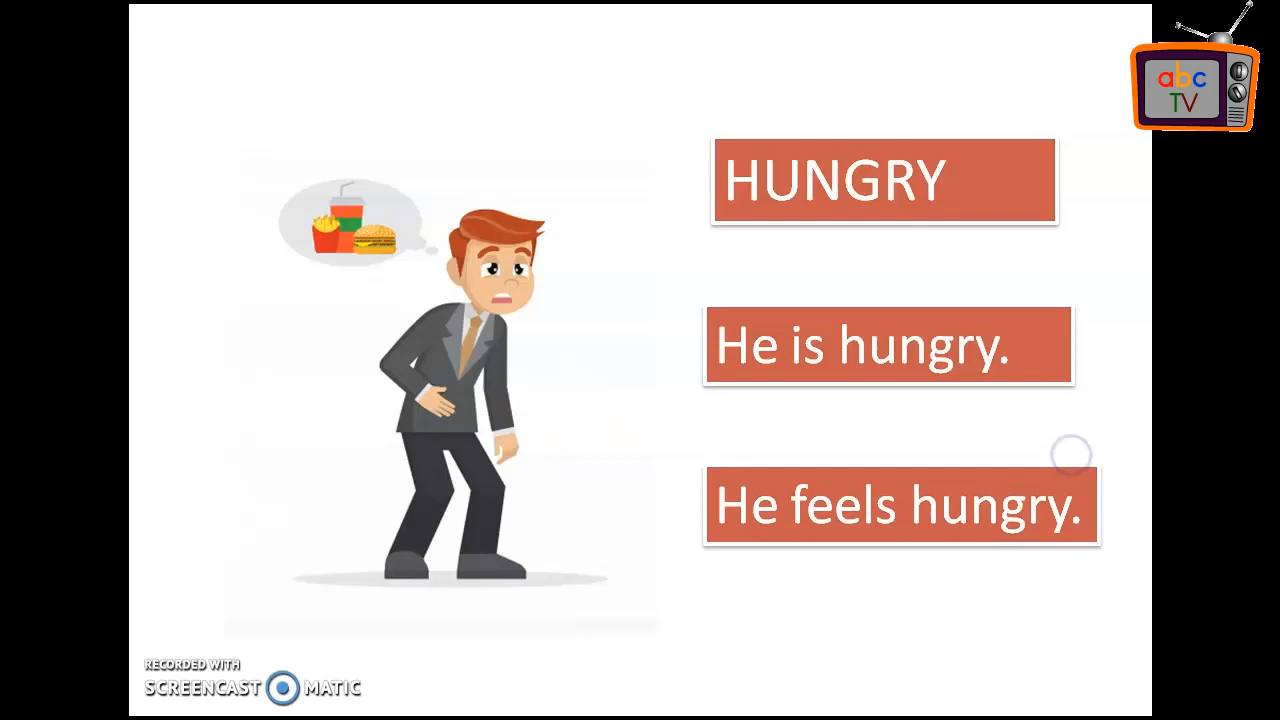 abc
TV
HUNGRY
He is hungry.
He feels hungry.
RECORDED WITH
SCREENCAST MATIC